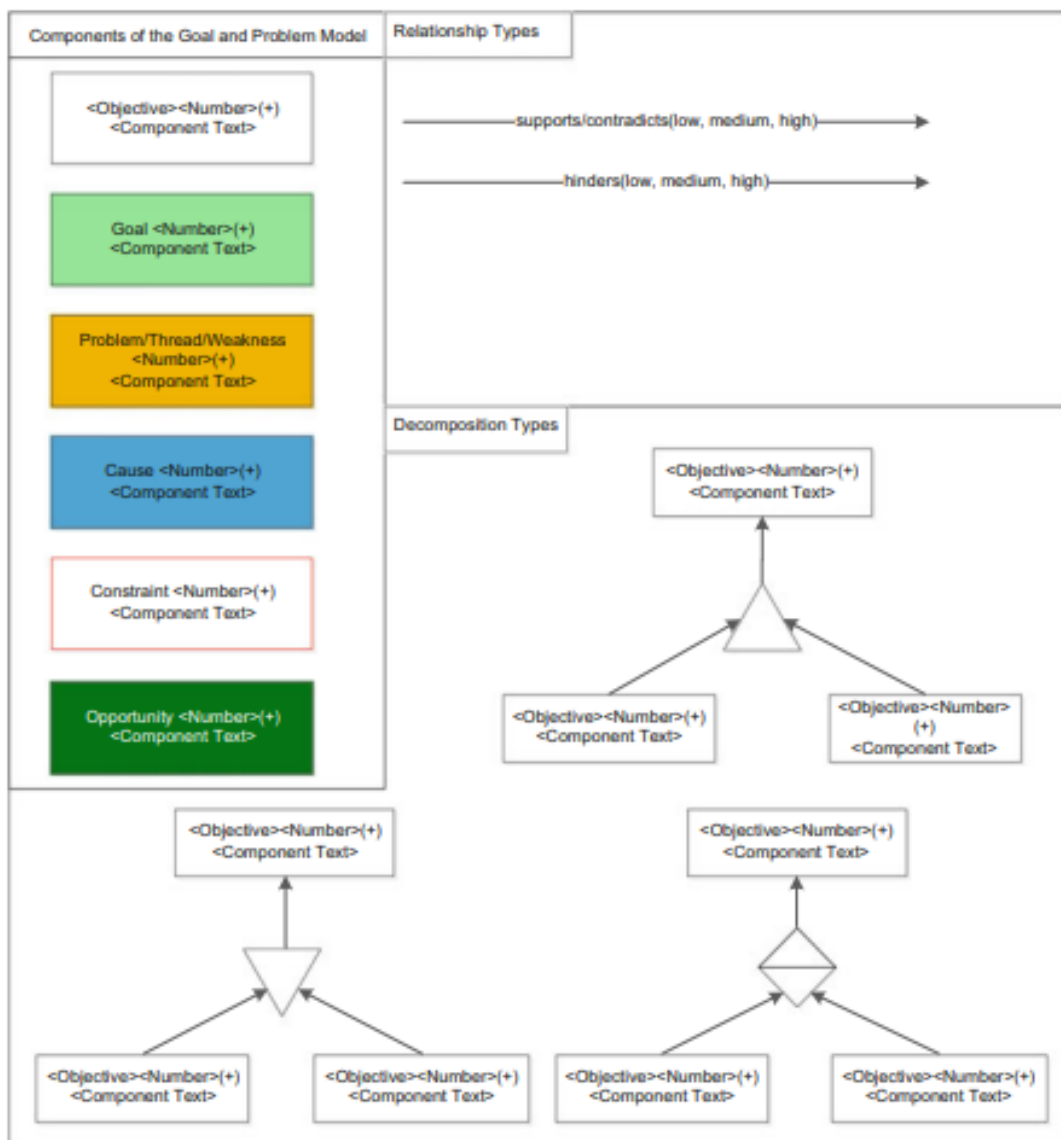 Components of the Goal and Problem Model
<Objective><Number>(+)
<Component Text>
Goal <Number>(+)
<Component Text>
Problem/Thread/Weakness
<Number>(+)
<Component Text>
Cause <Number>(+)
<Component Text>
Constraint <Number>(+)
<Component Text>
Opportunity <Number>(+)
<Component Text>
Relationship Types
supports/contradicts(low, medium, high)
hinders(low, medium, high)
Decomposition Types
<Objective><Number>(+)
<Component Text>
<Objective><Number>(+)
<Component Text>
<Objective><Number>
(+)
<Component Text>
<Objective><Number>(+)
<Component Text>
<Objective><Number>(+)
<Component Text>
<Objective><Number>(+)
<Component Text>
<Objective><Number>(+)
<Component Text>
<Objective><Number>(+)
<Component Text>
<Objective><Number>(+)
<Component Text>